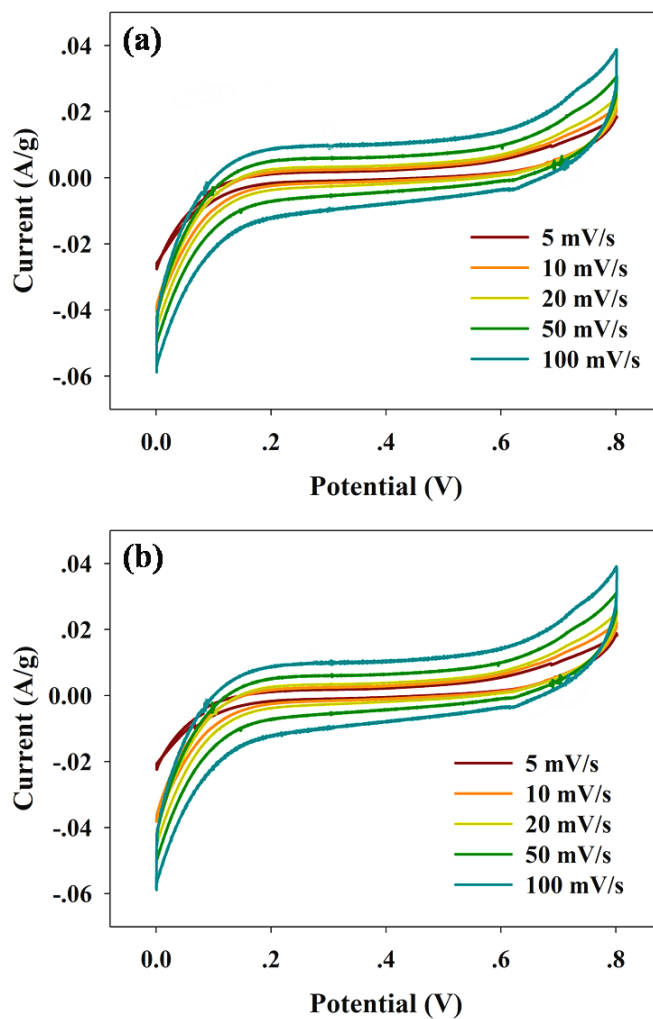 (a)
.04
.02
0.00
-.02
-.04
-.06
Current (A/g)
5 mV/s
10 mV/s
20 mV/s
50 mV/s
100 mV/s
0.0 .2 .4 .6 .8
Potential (V)
(b)
.04
.02
0.00
-.02
-.04
-.06
Current (A/g)
5 mV/s
10 mV/s
20 mV/s
50 mV/s
100 mV/s
0.0 .2 .4 .6 .8
Potential (V)